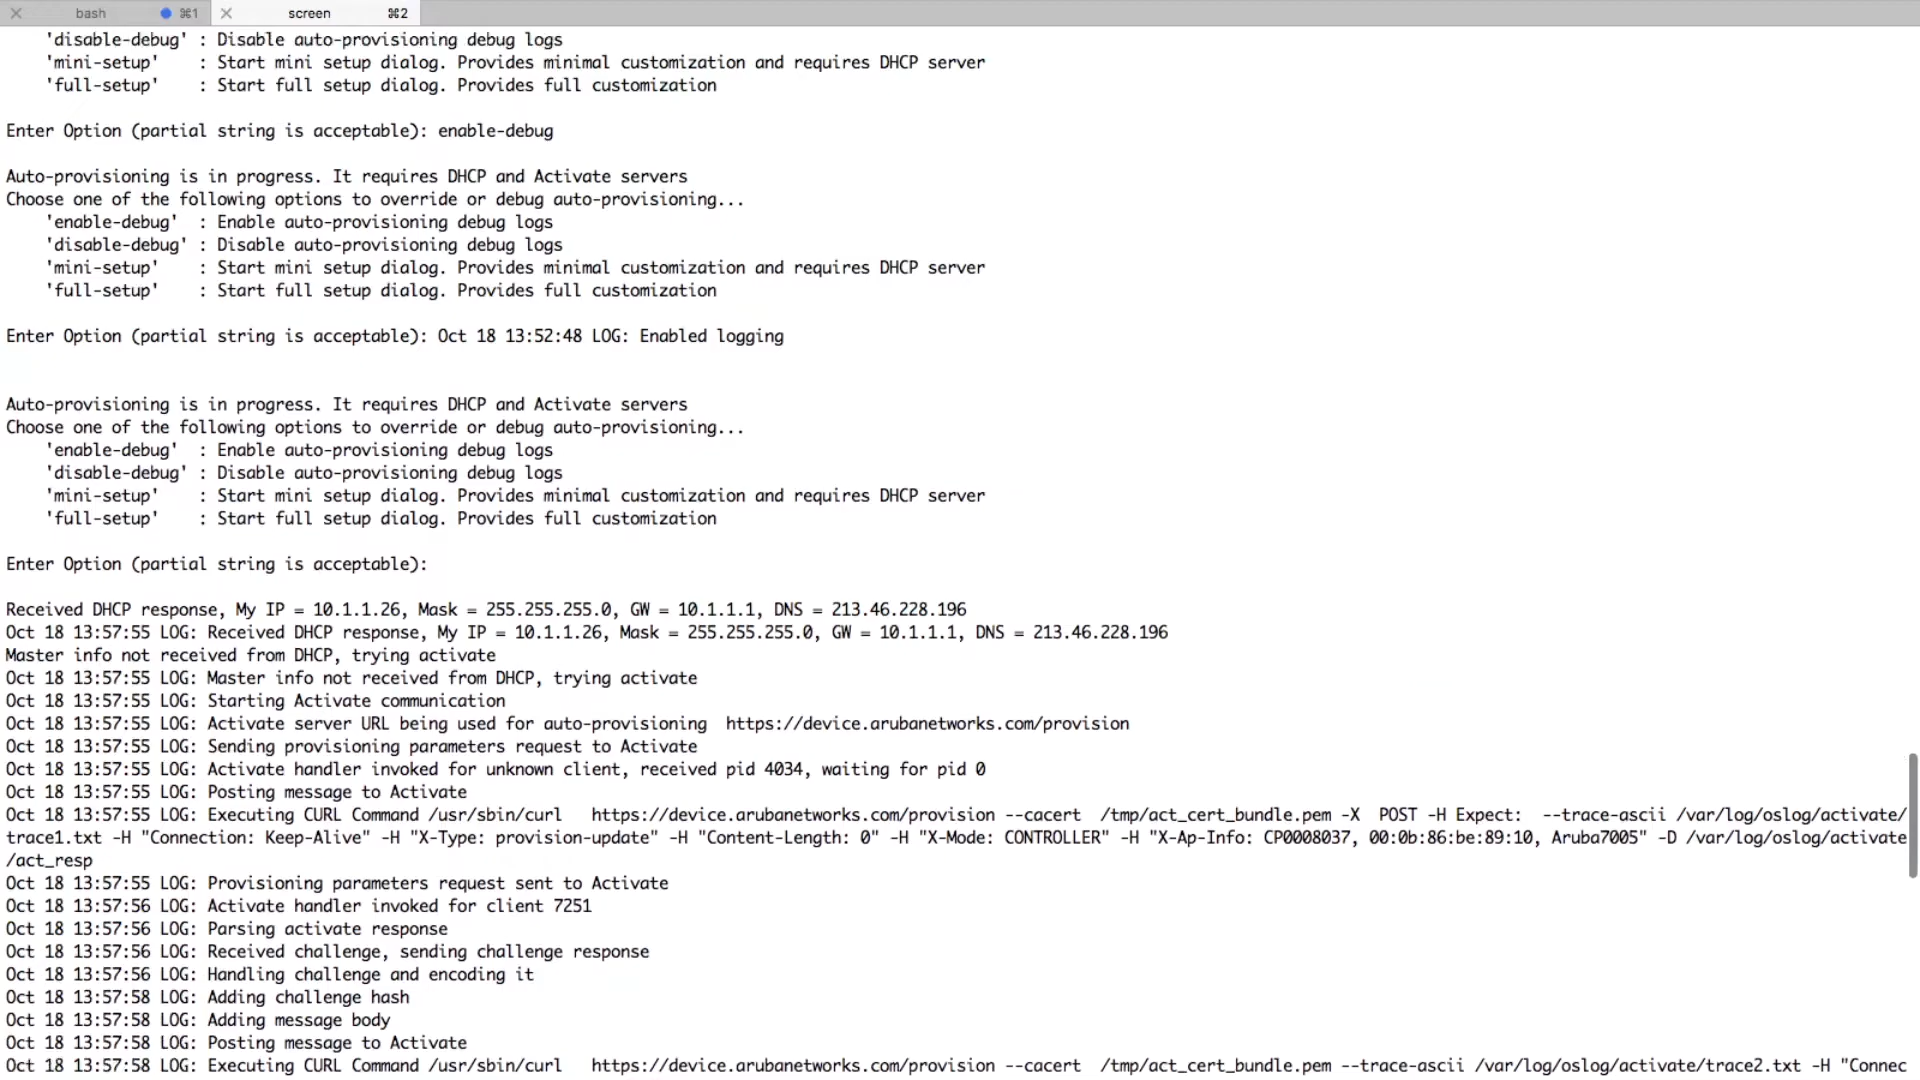 bash ⌘1 screen ⌘2
'disable-debug' : Disable auto-provisioning debug logs
'mini-setup' : Start mini setup dialog. Provides minimal customization and requires DHCP server
'full-setup' : Start full setup dialog. Provides full customization
Enter Option (partial string is acceptable): enable-debug
Auto-provisioning is in progress. It requires DHCP and Activate servers
Choose one of the following options to override or debug auto-provisioning...
'enable-debug' : Enable auto-provisioning debug logs
'disable-debug' : Disable auto-provisioning debug logs
'mini-setup' : Start mini setup dialog. Provides minimal customization and requires DHCP server
'full-setup' : Start full setup dialog. Provides full customization
Enter Option (partial string is acceptable): Oct 18 13:52:48 LOG: Enabled logging
Auto-provisioning is in progress. It requires DHCP and Activate servers
Choose one of the following options to override or debug auto-provisioning...
'enable-debug' : Enable auto-provisioning debug logs
'disable-debug' : Disable auto-provisioning debug logs
'mini-setup' : Start mini setup dialog. Provides minimal customization and requires DHCP server
'full-setup' : Start full setup dialog. Provides full customization
Enter Option (partial string is acceptable):
Received DHCP response, My IP = 10.1.1.26, Mask = 255.255.255.0, GW = 10.1.1.1, DNS = 213.46.228.196
Oct 18 13:57:55 LOG: Received DHCP response, My IP = 10.1.1.26, Mask = 255.255.255.0, GW = 10.1.1.1, DNS = 213.46.228.196
Master info not received from DHCP, trying activate
Oct 18 13:57:55 LOG: Master info not received from DHCP, trying activate
Oct 18 13:57:55 LOG: Starting Activate communication
Oct 18 13:57:55 LOG: Activate server URL being used for auto-provisioning https://device.arubanetworks.com/provision
Oct 18 13:57:55 LOG: Sending provisioning parameters request to Activate
Oct 18 13:57:55 LOG: Activate handler invoked for unknown client, received pid 4034, waiting for pid 0
Oct 18 13:57:55 LOG: Posting message to Activate
Oct 18 13:57:55 LOG: Executing CURL Command /usr/sbin/curl https://device.arubanetworks.com/provision --cacert /tmp/act_cert_bundle.pem -X POST -H Expect: --trace-ascii /var/log/oslog/activate/
trace1.txt -H "Connection: Keep-Alive" -H "X-Type: provision-update" -H "Content-Length: 0" -H "X-Mode: CONTROLLER" -H "X-Ap-Info: CP0008037, 00:0b:86:be:89:10, Aruba7005" -D /var/log/oslog/activate
/act_resp
Oct 18 13:57:55 LOG: Provisioning parameters request sent to Activate
Oct 18 13:57:56 LOG: Activate handler invoked for client 7251
Oct 18 13:57:56 LOG: Parsing activate response
Oct 18 13:57:56 LOG: Received challenge, sending challenge response
Oct 18 13:57:56 LOG: Handling challenge and encoding it
Oct 18 13:57:58 LOG: Adding challenge hash
Oct 18 13:57:58 LOG: Adding message body
Oct 18 13:57:58 LOG: Posting message to Activate
Oct 18 13:57:58 LOG: Executing CURL Command /usr/sbin/curl https://device.arubanetworks.com/provision --cacert /tmp/act_cert_bundle.pem --trace-ascii /var/log/oslog/activate/trace2.txt -H "Connec